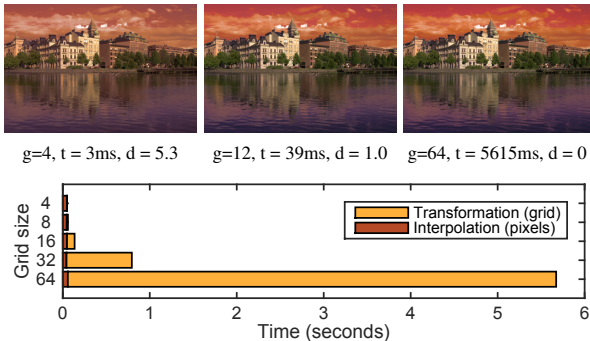 g=4, t = 3ms, d = 5.3
g=12, t = 39ms, d = 1.0
g=64, t = 5615ms, d = 0
Grid size
4
8
16
32
64
Transformation (grid)
Interpolation (pixels)
0 1 2 3 4 5 6
Time (seconds)